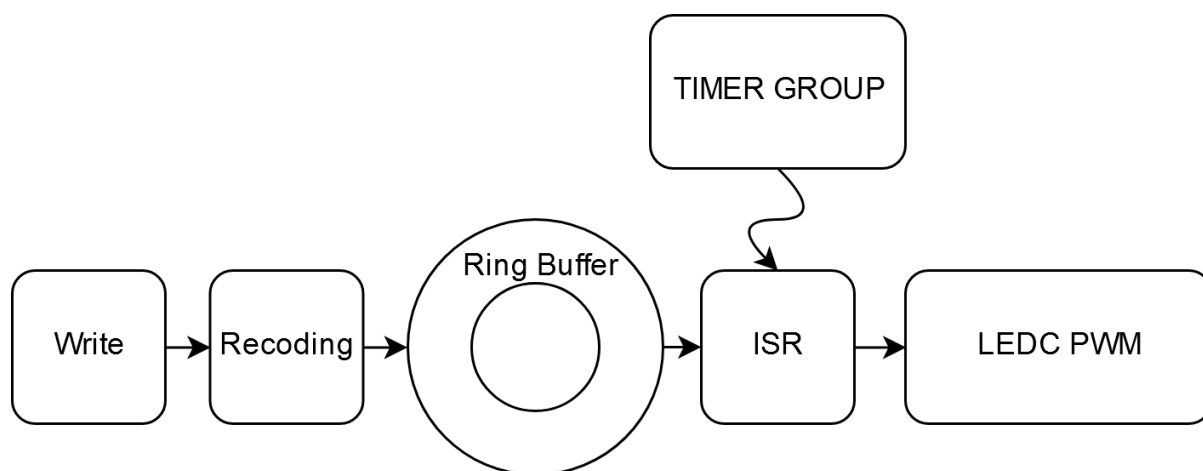 TIMER GROUP
Ring Buffer
Write
Recoding
ISR
LEDC PWM